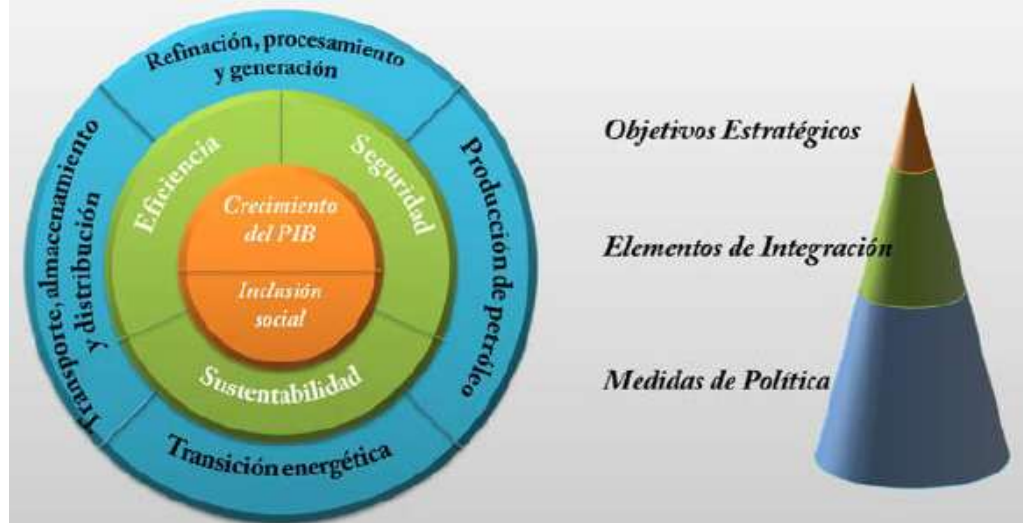 Refinación, procesamiento
y generación
Transporte, almacenamiento
y distribución
Producción de petróleo
Transición energética
Eficiencia
Seguridad
Sustentabilidad
Crecimiento
del PIB
Inclusión
social
Objetivos Estratégicos
Elementos de Integración
Medidas de Política